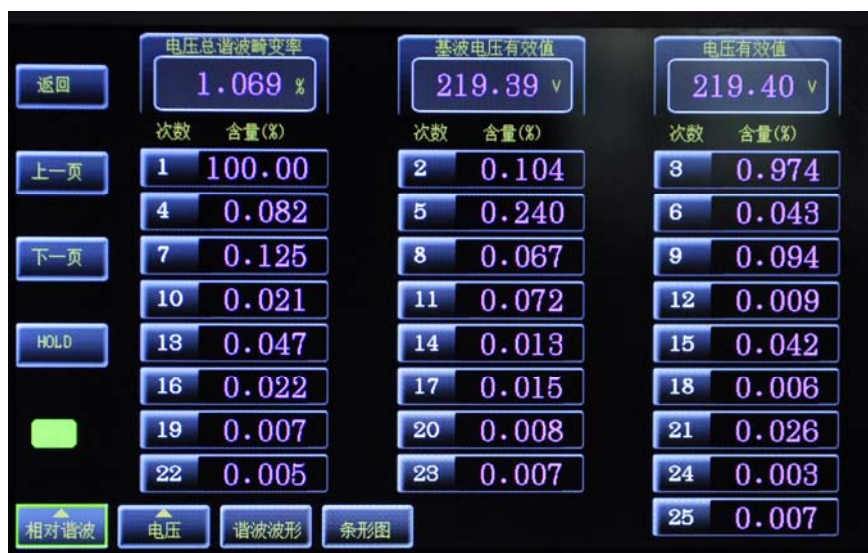 电压总谐波畸变率 基波电压有效值 电压有效值
返回 1.069 % 219.39 V 219.40 V
次数 含量(%) 次数 含量(%) 次数 含量(%)
上一页 1 100.00 2 0.104 3 0.974
4 0.082 5 0.240 6 0.043
下一页 7 0.125 8 0.067 9 0.094
10 0.021 11 0.072 12 0.009
HOLD 13 0.047 14 0.013 15 0.042
16 0.022 17 0.015 18 0.006
19 0.007 20 0.008 21 0.026
22 0.005 23 0.007 24 0.003
相对谐波 电压 谐波波形 条形图 25 0.007